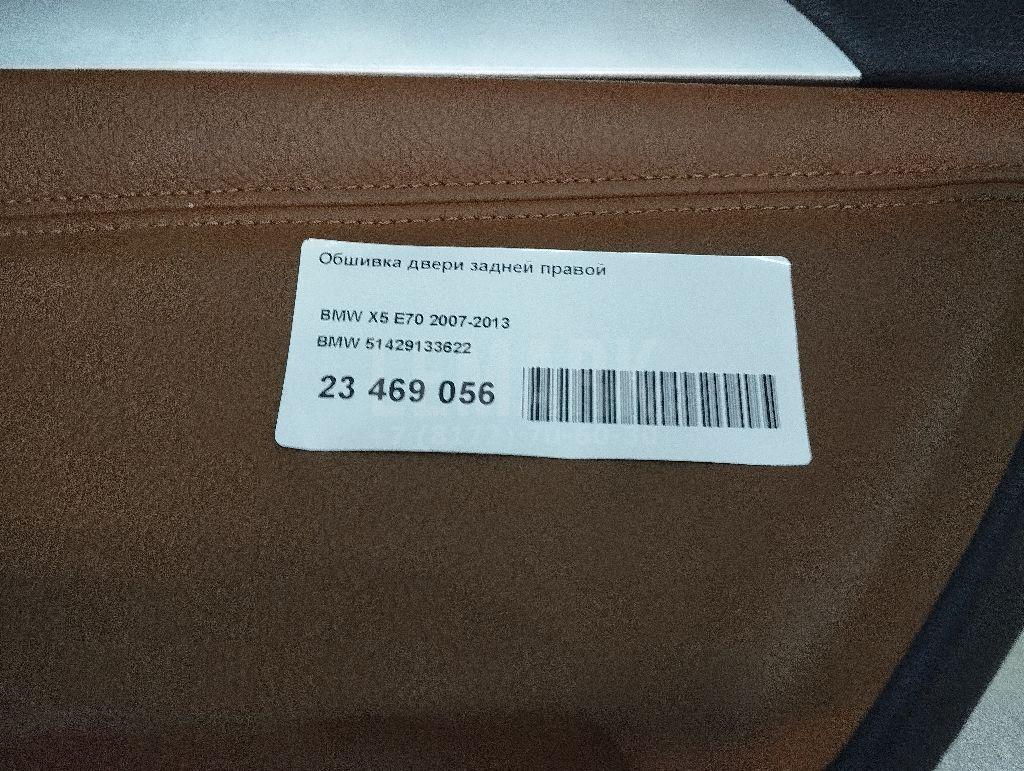 Обшивка двери задней правой
BMW X5 E70 2007-2013
BMW 51429133622
23 469 056